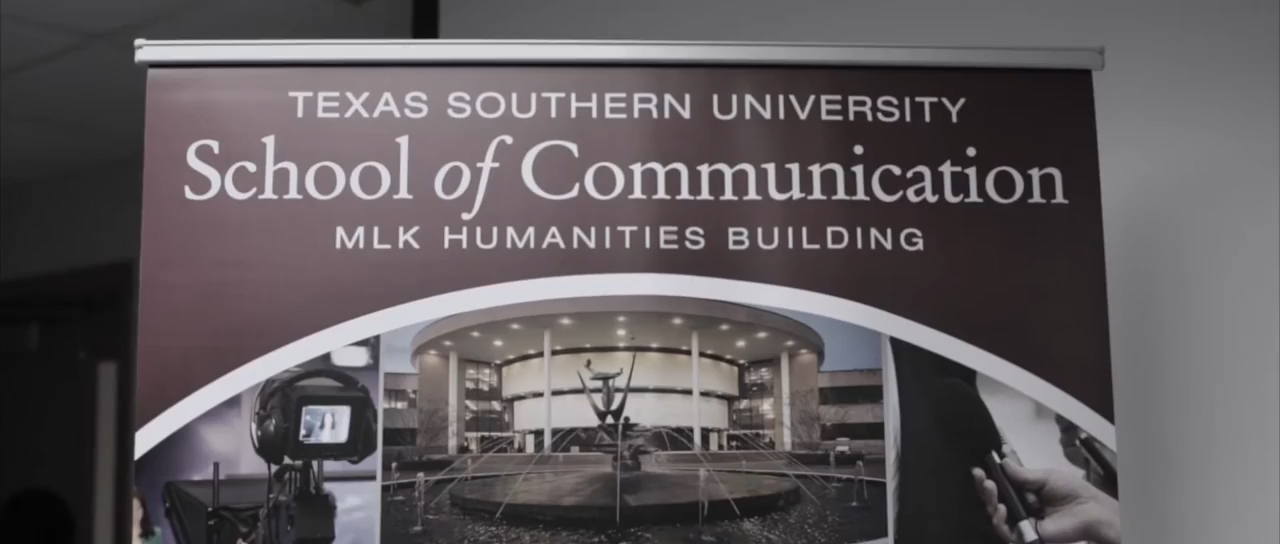 TEXAS SOUTHERN UNIVERSITY
School of Communication
MLK HUMANITIES BUILDING